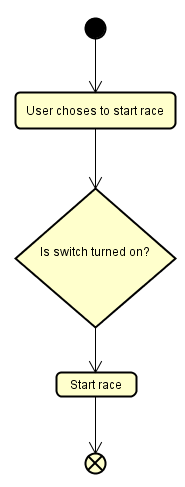 User choses to start race
Is switch turned on?
Start race